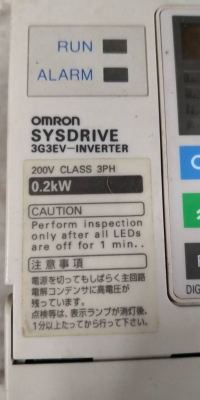 RUN
ALARM
OMRON
SYSDRIVE
3G3EV-INVERTER
200V CLASS 3PH
0.2kW
CAUTION
Perform inspection
only after all LEDs
are off for 1 min..
注意事項
電源を切ってもしばらく主回路
電解コンデンサに高電圧が
残っています。
点検等は、表示ランプが消灯後、
1分以上たってから行って下さい。
DIG